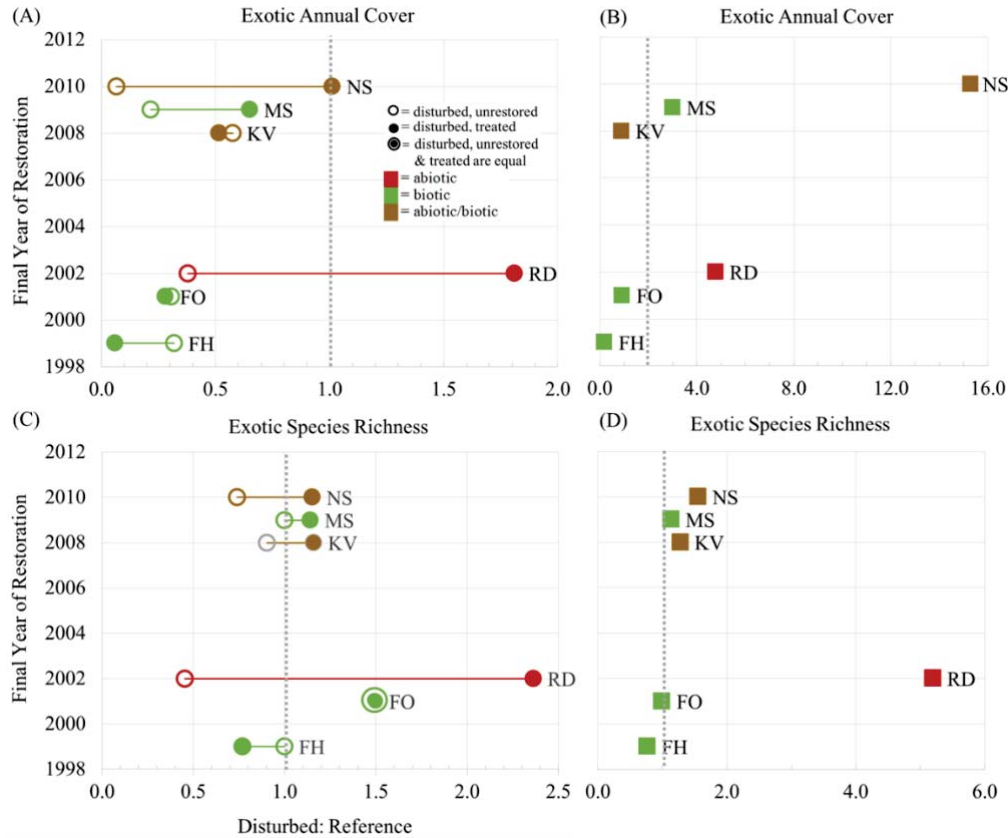 (A)
Exotic Annual Cover
2012
2010
2008
2006
2004
2002
2000
1998
Final Year of Restoration
NS
MS
KV
RD
FO
FH
= disturbed, unrestored
= disturbed, treated
= disturbed, unrestored
& treated are equal
= abiotic
= biotic
= abiotic/biotic
0.0 0.5 1.0 1.5 2.0
(B)
Exotic Annual Cover
NS
MS
KV
RD
FO
FH
0.0 4.0 8.0 12.0 16.0
(C)
Exotic Species Richness
2012
2010
2008
2006
2004
2002
2000
1998
Final Year of Restoration
NS
MS
KV
RD
FO
FH
0.0 0.5 1.0 1.5 2.0 2.5
Disturbed: Reference
(D)
Exotic Species Richness
NS
MS
KV
RD
FO
FH
0.0 2.0 4.0 6.0